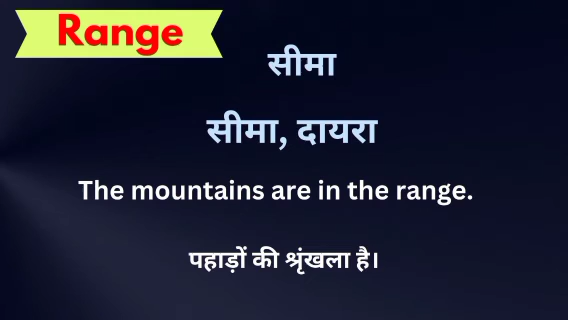 Range
सीमा
सीमा, दायरा
The mountains are in the range.
पहाड़ों की श्रृंखला है।